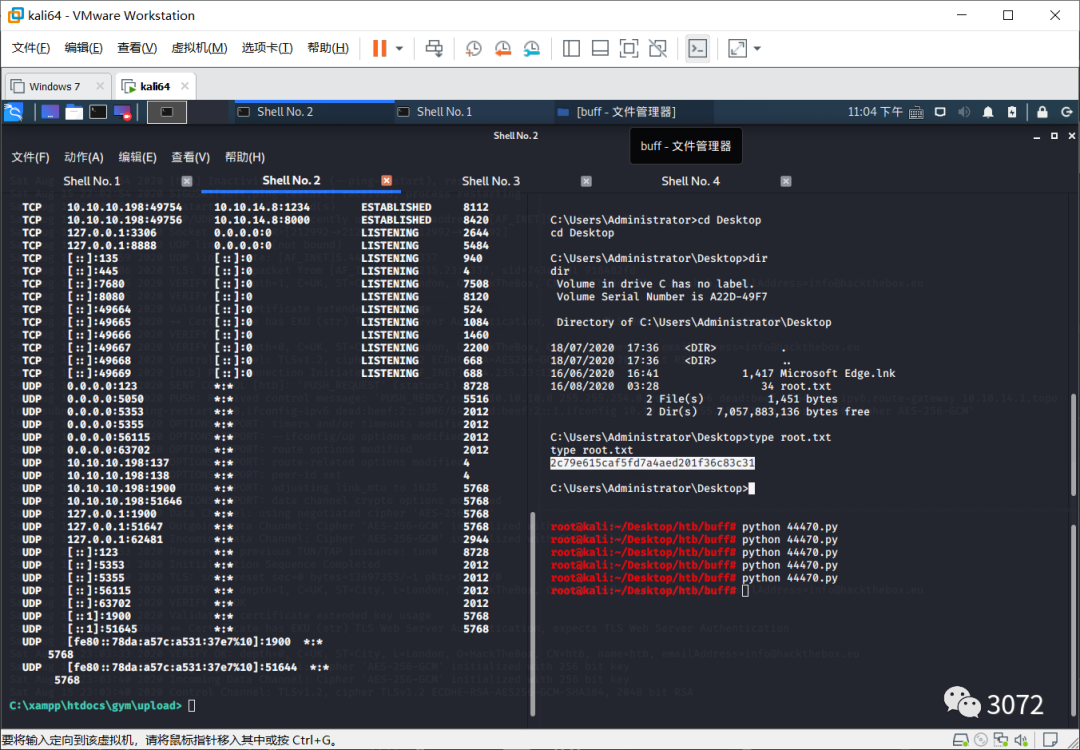 kali64 - VMware Workstation
文件(F) 编辑(E) 查看(V) 虚拟机(M) 选项卡(T) 帮助(H)
Windows 7
kali64
Shell No. 2
Shell No. 1
[buff - 文件管理器]
11:04 下午
Shell No. 2
buff - 文件管理器
文件(F) 动作(A) 编辑(E) 查看(V) 帮助(H)
Shell No. 1
Shell No. 2
Shell No. 3
Shell No. 4
TCP 10.10.10.198:49754 10.10.14.8:1234 ESTABLISHED 8112
TCP 10.10.10.198:49756 10.10.14.8:8000 ESTABLISHED 8420
TCP 127.0.0.1:3306 0.0.0.0:0 LISTENING 2644
TCP 127.0.0.1:8888 0.0.0.0:0 LISTENING 5484
TCP [::]:135 [::]:0 LISTENING 940
TCP [::]:445 [::]:0 LISTENING 4
TCP [::]:7680 [::]:0 LISTENING 7508
TCP [::]:8080 [::]:0 LISTENING 8120
TCP [::]:49664 [::]:0 LISTENING 524
TCP [::]:49665 [::]:0 LISTENING 1084
TCP [::]:49666 [::]:0 LISTENING 1460
TCP [::]:49667 [::]:0 LISTENING 2200
TCP [::]:49668 [::]:0 LISTENING 668
TCP [::]:49669 [::]:0 LISTENING 688
UDP 0.0.0.0:123 *:* 8728
UDP 0.0.0.0:5050 *:* 5516
UDP 0.0.0.0:5353 *:* 2012
UDP 0.0.0.0:5355 *:* 2012
UDP 0.0.0.0:56115 *:* 2012
UDP 0.0.0.0:63702 *:* 2012
UDP 10.10.10.198:137 *:* 4
UDP 10.10.10.198:138 *:* 4
UDP 10.10.10.198:1900 *:* 5768
UDP 10.10.10.198:51646 *:* 5768
UDP 127.0.0.1:1900 *:* 5768
UDP 127.0.0.1:51647 *:* 5768
UDP 127.0.0.1:62481 *:* 2944
UDP [::]:123 *:* 8728
UDP [::]:5353 *:* 2012
UDP [::]:5355 *:* 2012
UDP [::]:56115 *:* 2012
UDP [::]:63702 *:* 2012
UDP [::1]:1900 *:* 5768
UDP [::1]:51645 *:* 5768
UDP [fe80::78da:a57c:a531:37e7%10]:1900 *:*
5768
UDP [fe80::78da:a57c:a531:37e7%10]:51644 *:*
5768
C:\xampp\htdocs\gym\upload>
C:\Users\Administrator>cd Desktop
cd Desktop
C:\Users\Administrator\Desktop>dir
dir
Volume in drive C has no label.
Volume Serial Number is A22D-49F7
Directory of C:\Users\Administrator\Desktop
18/07/2020 17:36 <DIR> .
18/07/2020 17:36 <DIR> ..
16/06/2020 16:41 1,417 Microsoft Edge.lnk
16/08/2020 03:28 34 root.txt
2 File(s) 1,451 bytes
2 Dir(s) 7,057,883,136 bytes free
C:\Users\Administrator\Desktop>type root.txt
type root.txt
2c79e615caf5fd7a4aed201f36c83c31
C:\Users\Administrator\Desktop>
root@kali:~/Desktop/htb/buff# python 44470.py
root@kali:~/Desktop/htb/buff# python 44470.py
root@kali:~/Desktop/htb/buff# python 44470.py
root@kali:~/Desktop/htb/buff# python 44470.py
root@kali:~/Desktop/htb/buff# python 44470.py
root@kali:~/Desktop/htb/buff#
3072
要将输入定向到该虚拟机，请将鼠标指针移入其中或按 Ctrl+G。